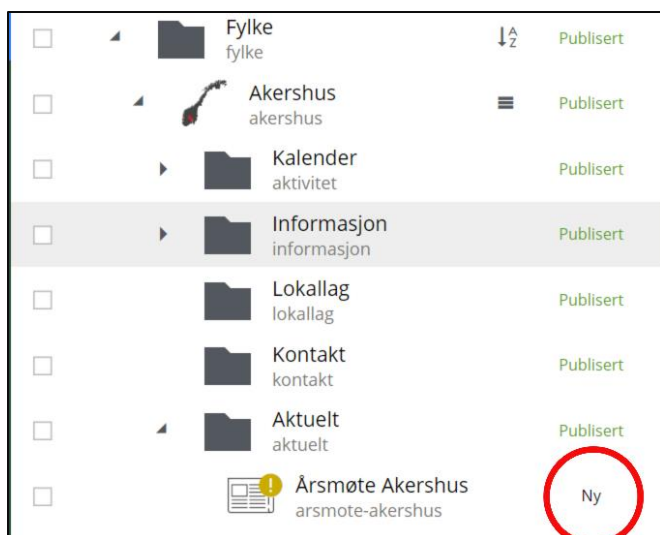 Fylke
fylke
Publisert
Akershus
akershus
Publisert
Kalender
aktivitet
Publisert
Informasjon
informasjon
Publisert
Lokallag
lokallag
Publisert
Kontakt
kontakt
Publisert
Aktuelt
aktuelt
Publisert
Årsmøte Akershus
arsmote-akershus
Ny